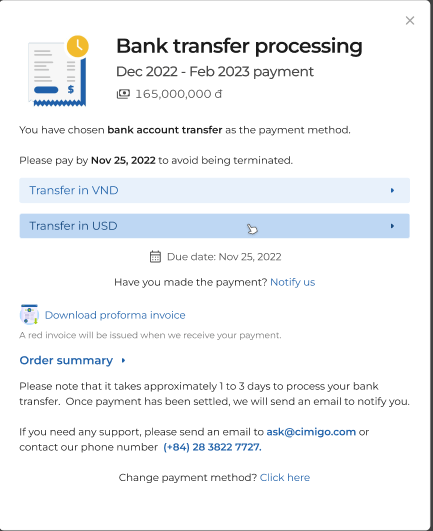 Bank transfer processing
Dec 2022 - Feb 2023 payment
165,000,000 đ
You have chosen bank account transfer as the payment method.
Please pay by Nov 25, 2022 to avoid being terminated.
Transfer in VND
Transfer in USD
Due date: Nov 25, 2022
Have you made the payment? Notify us
Download proforma invoice
A red invoice will be issued when we receive your payment.
Order summary
Please note that it takes approximately 1 to 3 days to process your bank
transfer. Once payment has been settled, we will send an email to notify you.
If you need any support, please send an email to ask@cimigo.com or
contact our phone number (+84) 28 3822 7727.
Change payment method? Click here